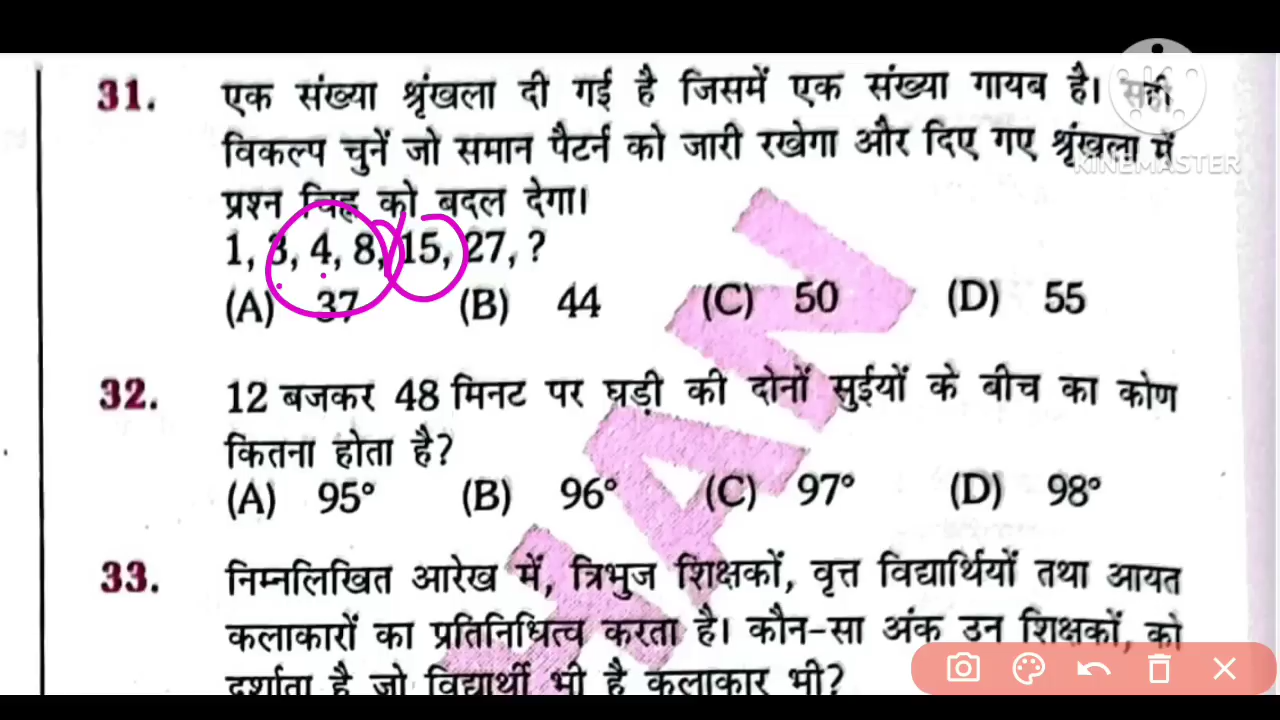 31. एक संख्या श्रृंखला दी गई है जिसमें एक संख्या गायब है। सही
विकल्प चुनें जो समान पैटर्न को जारी रखेगा और दिए गए श्रृंखला में
प्रश्न चिह्न को बदल देगा।
1, 3, 4, 8, 15, 27, ?
(A) 37 (B) 44 (C) 50 (D) 55
32. 12 बजकर 48 मिनट पर घड़ी की दोनों सुईयों के बीच का कोण
कितना होता है?
(A) 95° (B) 96° (C) 97° (D) 98°
33. निम्नलिखित आरेख में, त्रिभुज शिक्षकों, वृत्त विद्यार्थियों तथा आयत
कलाकारों का प्रतिनिधित्व करता है। कौन-सा अंक उन शिक्षकों, को
दर्शाता है जो विद्यार्थी भी है कलाकार भी?
KINEMASTER